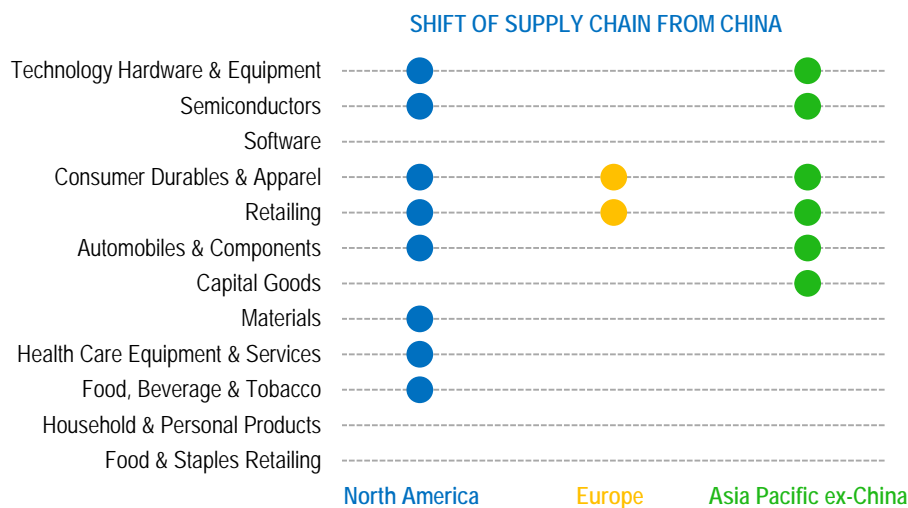 SHIFT OF SUPPLY CHAIN FROM CHINA
Technology Hardware & Equipment
Semiconductors
Software
Consumer Durables & Apparel
Retailing
Automobiles & Components
Capital Goods
Materials
Health Care Equipment & Services
Food, Beverage & Tobacco
Household & Personal Products
Food & Staples Retailing
North America Europe Asia Pacific ex-China